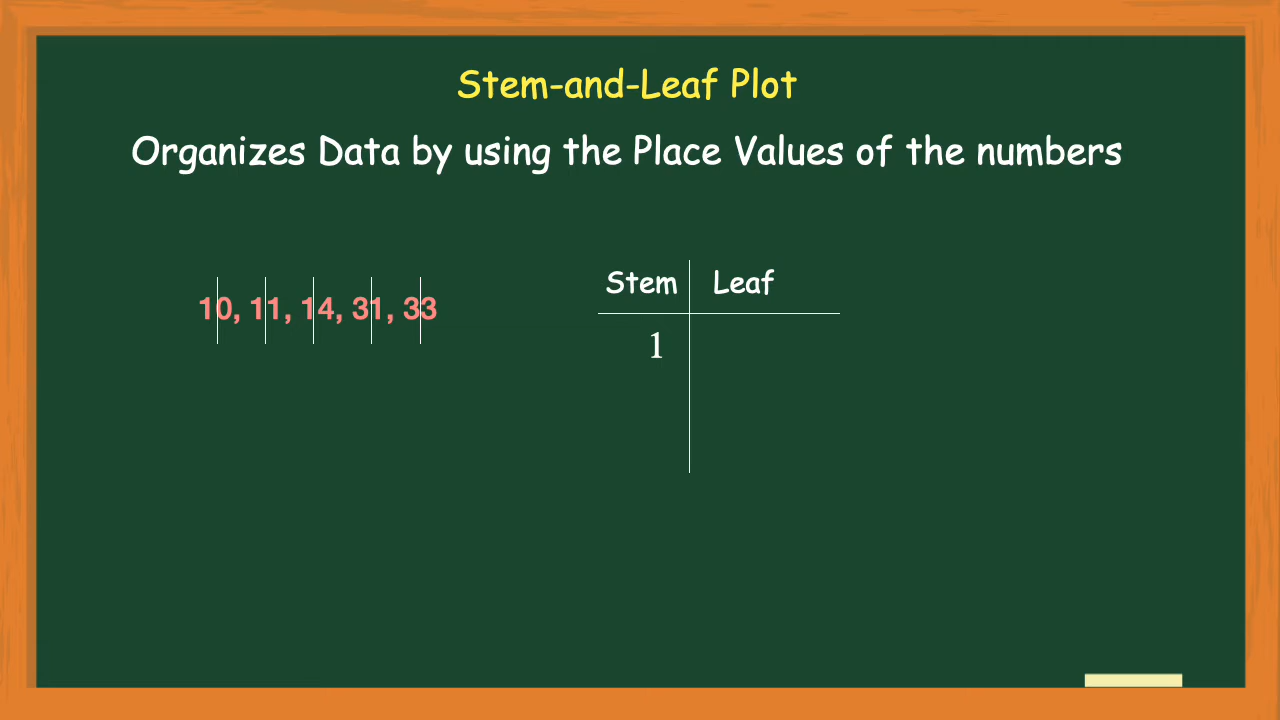 Stem-and-Leaf Plot
Organizes Data by using the Place Values of the numbers
10, 11, 14, 31, 33
Stem Leaf
1